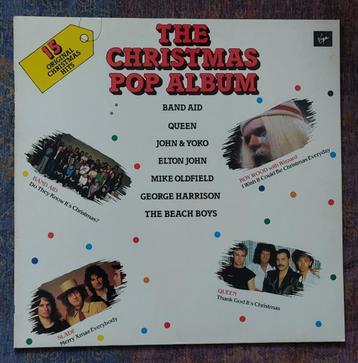 15
ORIGINAL
CHRISTMAS
HITS
THE
CHRISTMAS
POP ALBUM
Virgin
BAND AID
QUEEN
JOHN & YOKO
ELTON JOHN
MIKE OLDFIELD
GEORGE HARRISON
THE BEACH BOYS
BAND AID
Do They Know It's Christmas?
ROY WOOD with Wizzard
I Wish It Could Be Christmas Everyday
SLADE
Merry Xmas Everybody
QUEEN
Thank God It's Christmas